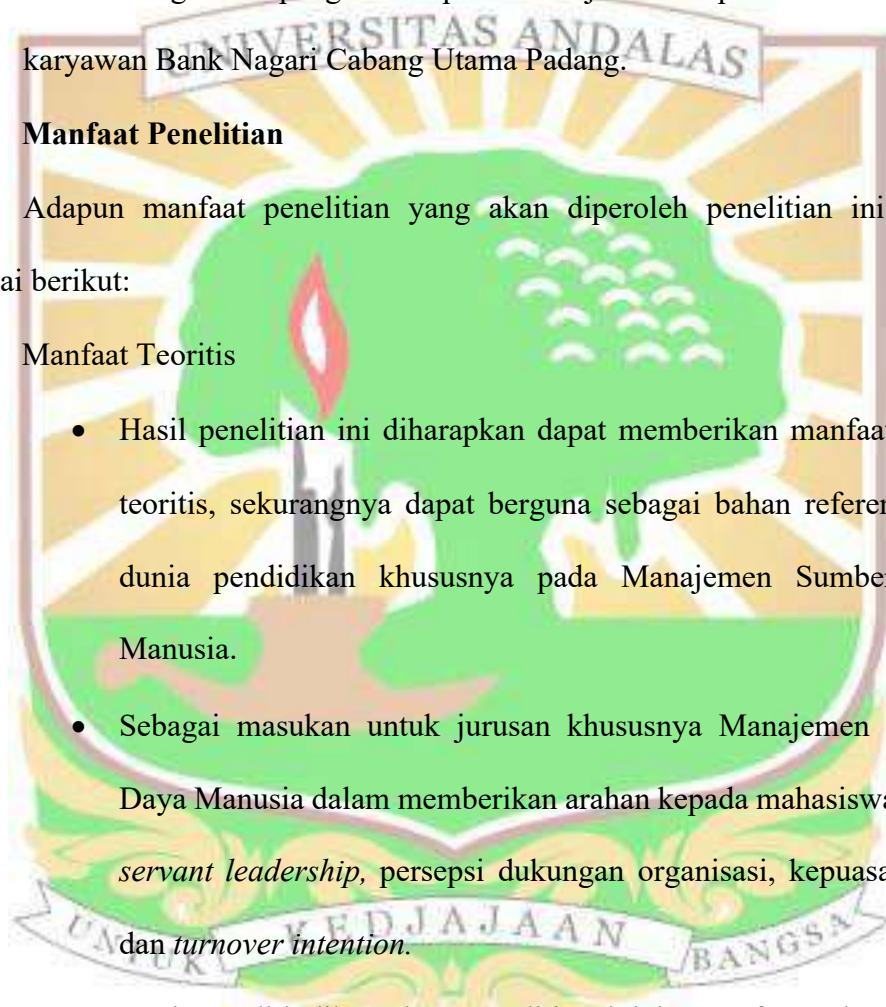 UNIVERSITAS ANDALAS
karyawan Bank Nagari Cabang Utama Padang.
Manfaat Penelitian
Adapun manfaat penelitian yang akan diperoleh penelitian ini
ai berikut:
Manfaat Teoritis
• Hasil penelitian ini diharapkan dapat memberikan manfaat
teoritis, sekurangnya dapat berguna sebagai bahan referen
dunia pendidikan khususnya pada Manajemen Sumber
Manusia.
• Sebagai masukan untuk jurusan khususnya Manajemen
Daya Manusia dalam memberikan arahan kepada mahasiswa
servant leadership, persepsi dukungan organisasi, kepuasa
dan turnover intention.
UNTUK KEDJAJAAN BANGSA